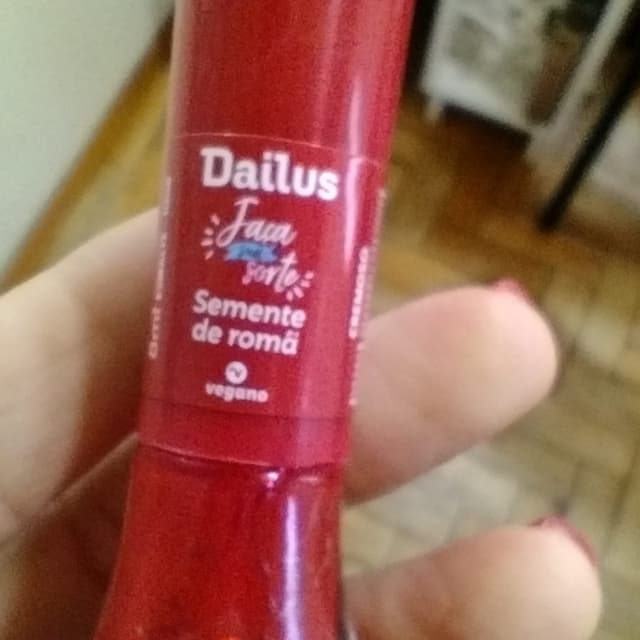 Dailus
Faça
sorte
Semente
de romã
vegano